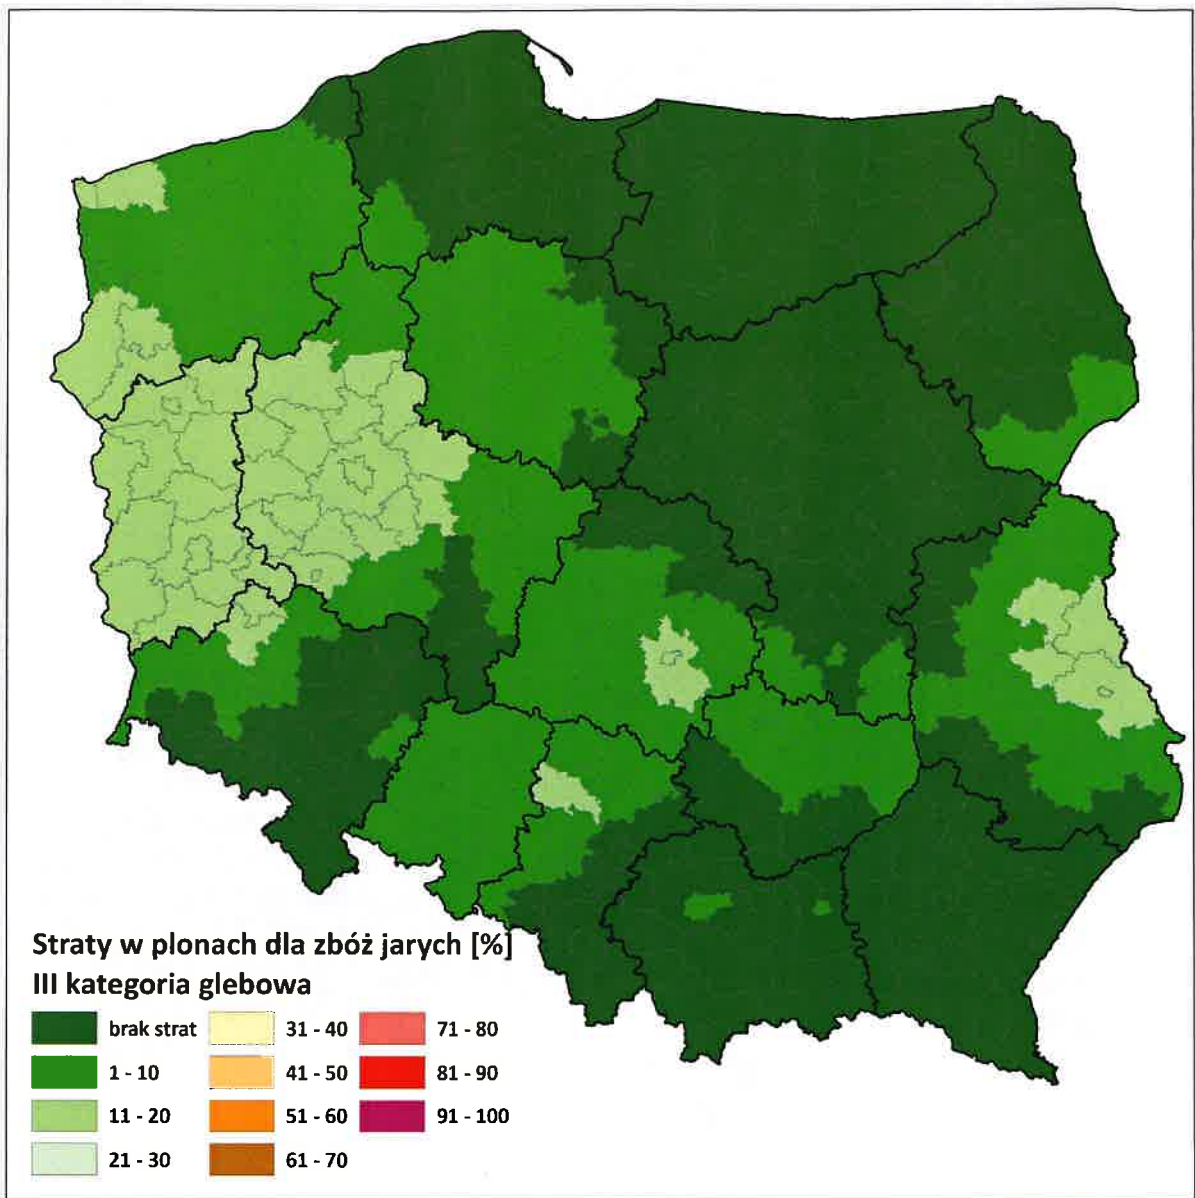 Straty w plonach dla zbóż jarych [%]
III kategoria glebowa
brak strat
1 - 10
11 - 20
21 - 30
31 - 40
41 - 50
51 - 60
61 - 70
71 - 80
81 - 90
91 - 100